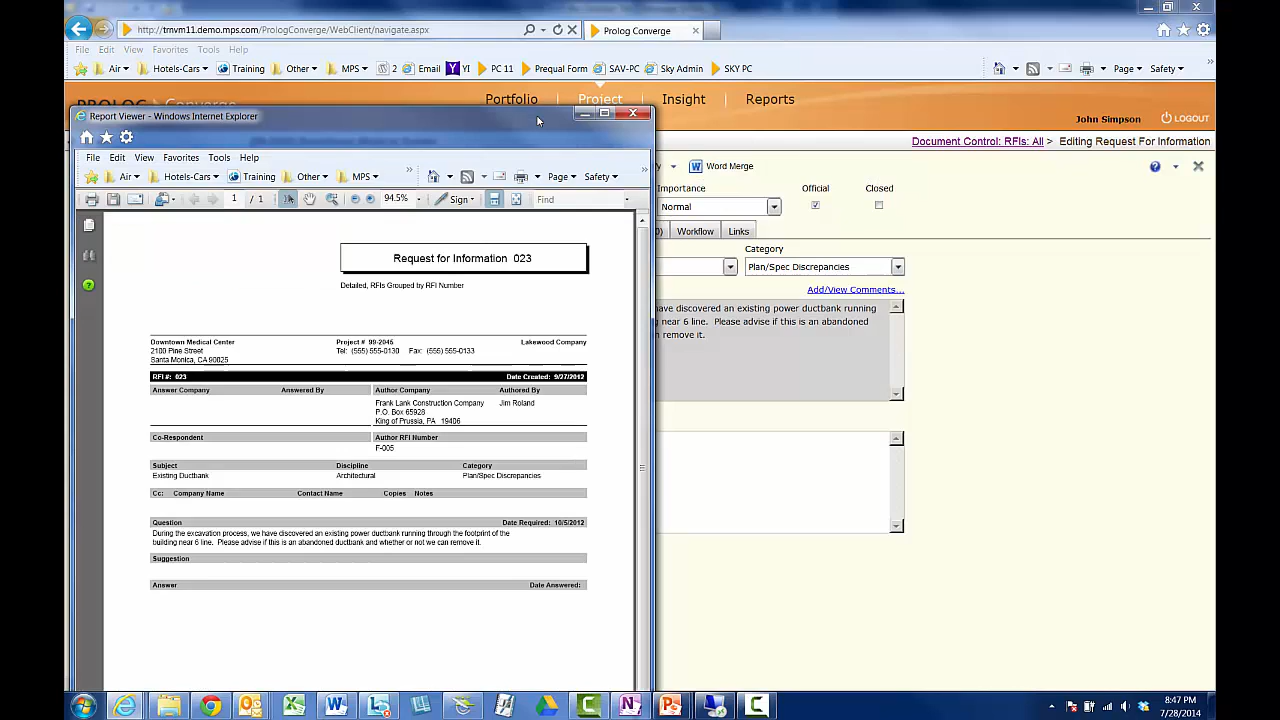 http://trnvm11.demo.mps.com/PrologConverge/WebClient/navigate.aspx
Prolog Converge
File Edit View Favorites Tools Help
Air Hotels-Cars Training Other MPS 2 Email YI PC 11 Prequal Form SAV-PC Sky Admin SKY PC
Page Safety
PROLOG Converge
Portfolio Project Insight Reports
John Simpson LOGOUT
Document Control: RFIs: All > Editing Request For Information
Word Merge
Importance Official Closed
Normal
Workflow Links
Category
Plan/Spec Discrepancies
Add/View Comments...
have discovered an existing power ductbank running
near 6 line. Please advise if this is an abandoned
n remove it.
Report Viewer - Windows Internet Explorer
File Edit View Favorites Tools Help
Air Hotels-Cars Training Other MPS
Page Safety
1 / 1 94.5% Sign Find
Request for Information 023
Detailed, RFIs Grouped by RFI Number
Downtown Medical Center Project # 99-2045 Lakewood Company
2100 Pine Street Tel: (555) 555-0130 Fax: (555) 555-0133
Santa Monica, CA 90025
RFI #: 023 Date Created: 9/27/2012
Answer Company Answered By Author Company Authored By
Frank Lank Construction Company Jim Roland
P.O. Box 65928
King of Prussia, PA 19406
Co-Respondent Author RFI Number
F-005
Subject Discipline Category
Existing Ductbank Architectural Plan/Spec Discrepancies
Cc: Company Name Contact Name Copies Notes
Question Date Required: 10/5/2012
During the excavation process, we have discovered an existing power ductbank running through the footprint of the
building near 6 line. Please advise if this is an abandoned ductbank and whether or not we can remove it.
Suggestion
Answer Date Answered:
8:47 PM
7/28/2014